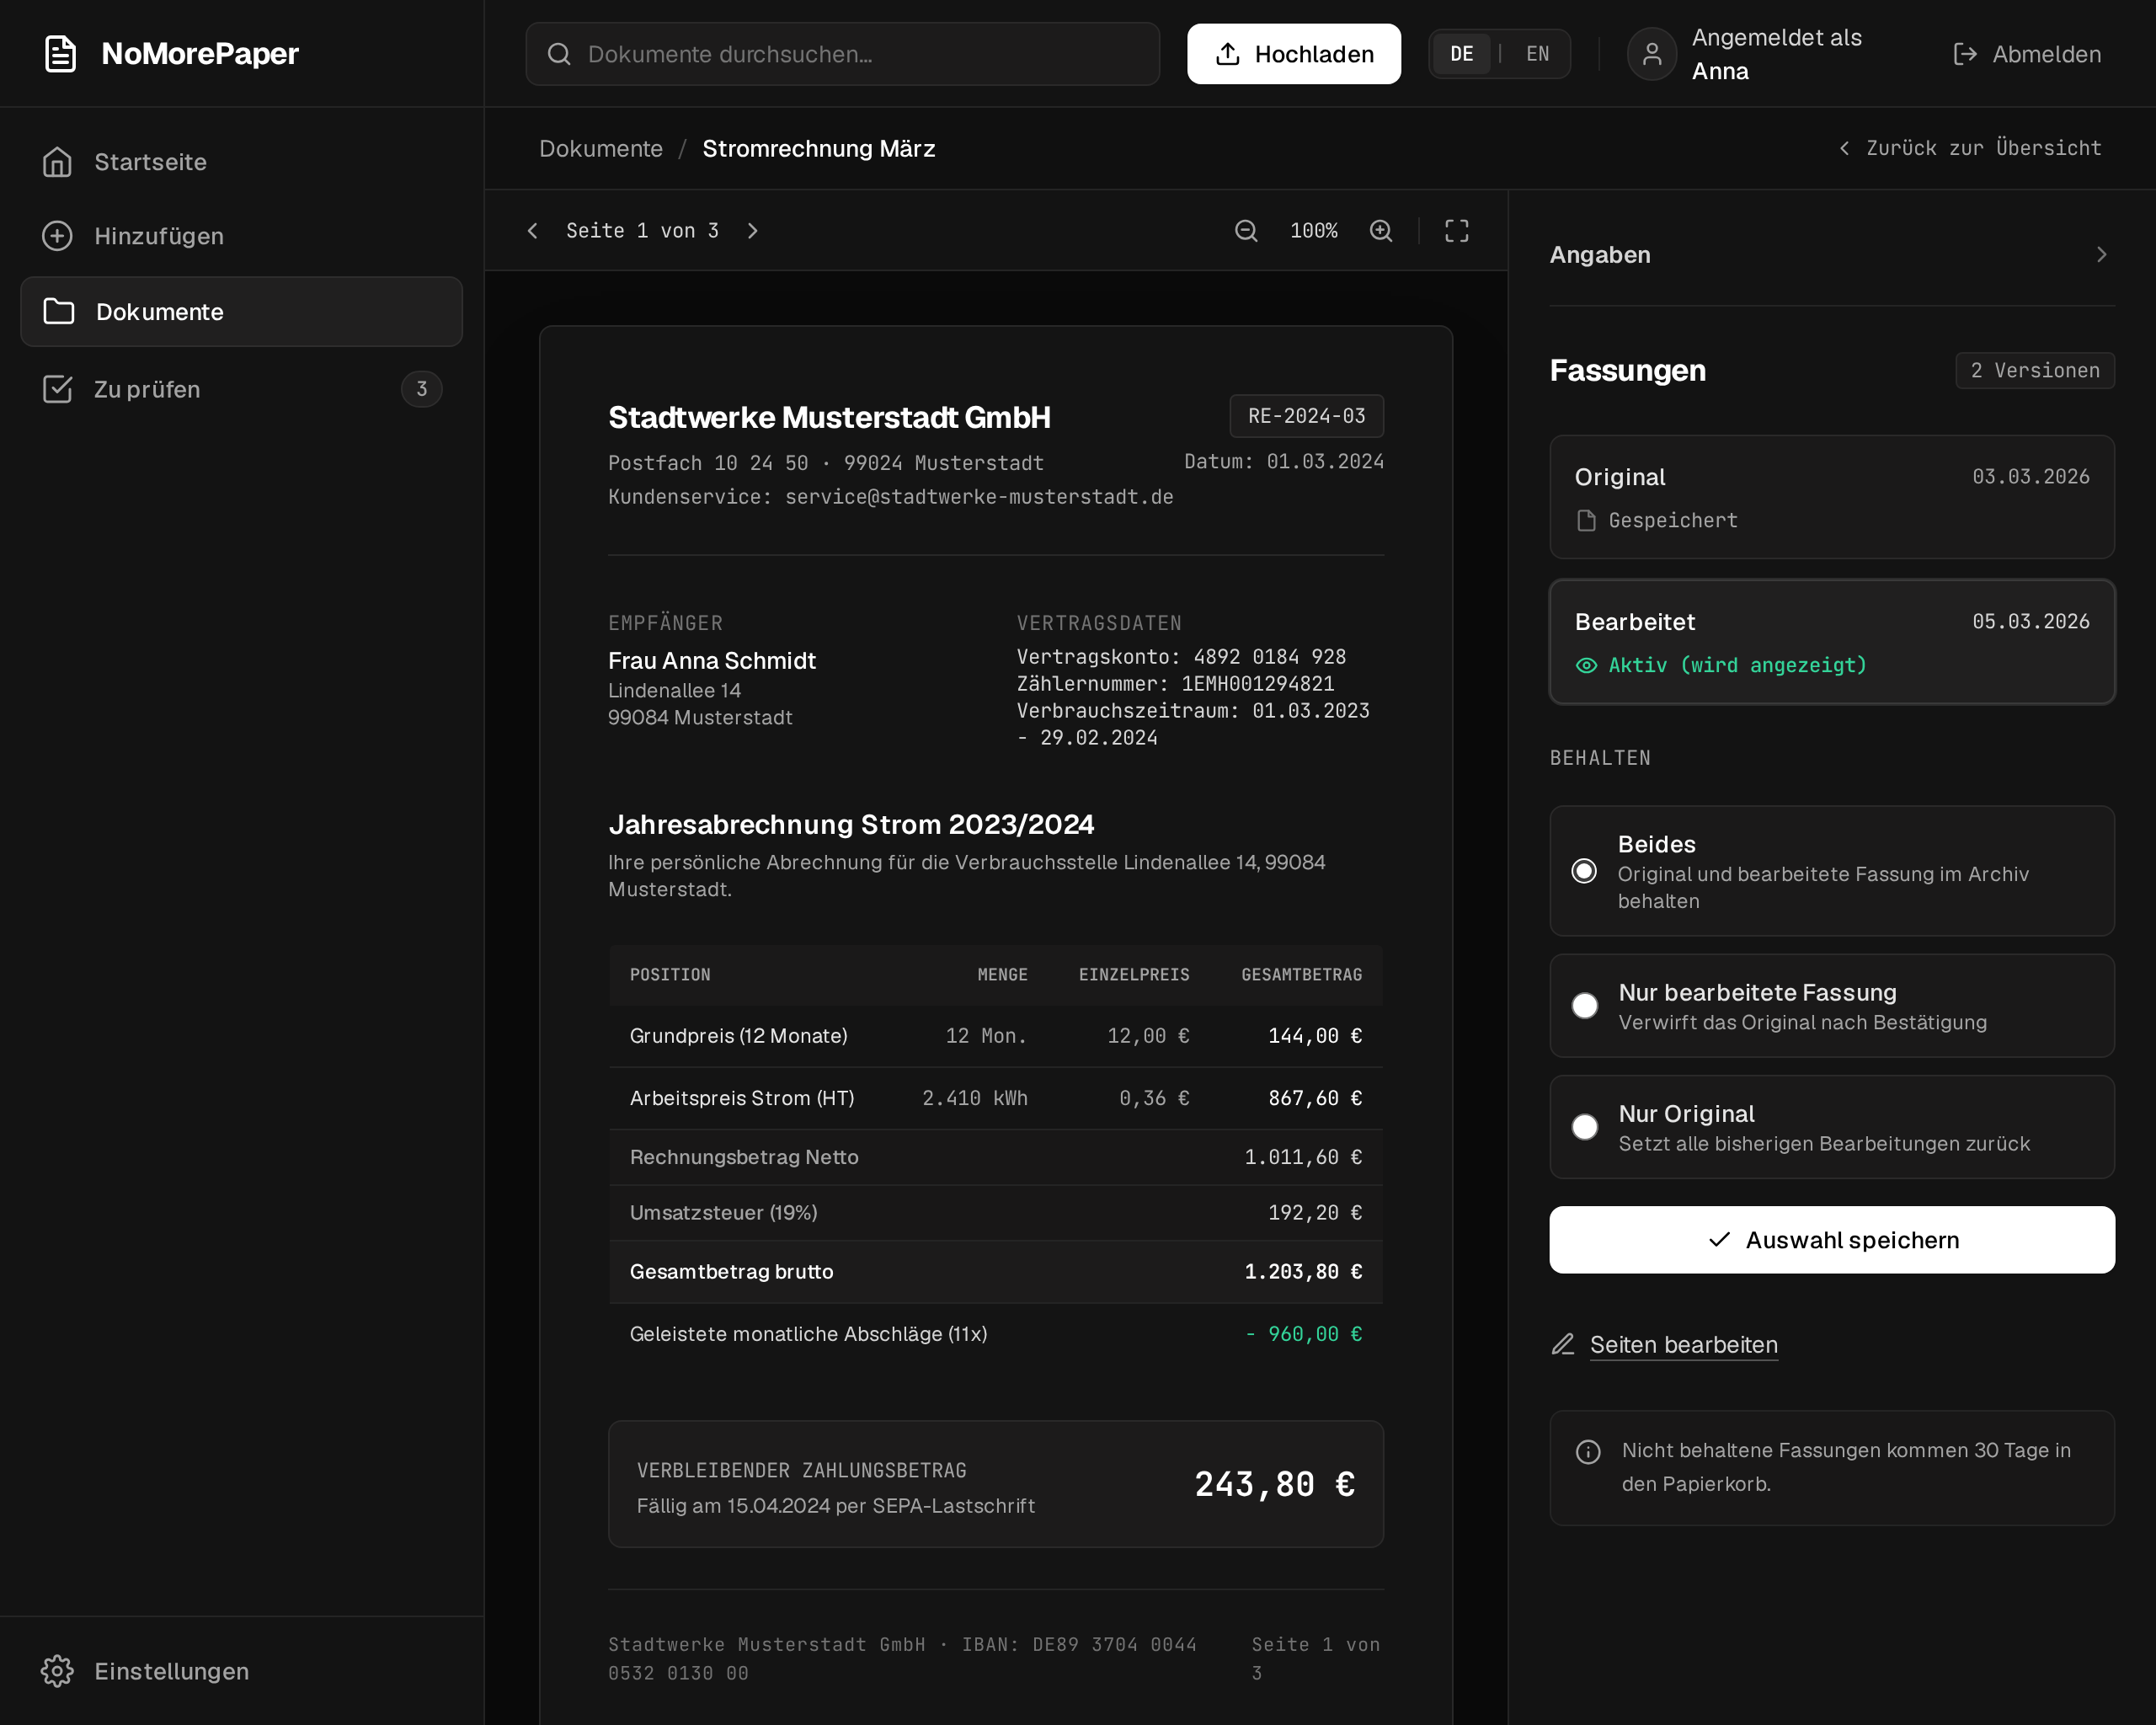 NoMorePaper
Dokumente durchsuchen...
Hochladen
DE | EN
Angemeldet als
Anna
Abmelden
Startseite
Hinzufügen
Dokumente
Zu prüfen 3
Einstellungen
Dokumente / Stromrechnung März
Zurück zur Übersicht
Seite 1 von 3
100%
Stadtwerke Musterstadt GmbH
RE-2024-03
Postfach 10 24 50 · 99024 Musterstadt
Datum: 01.03.2024
Kundenservice: service@stadtwerke-musterstadt.de
EMPFÄNGER
Frau Anna Schmidt
Lindenallee 14
99084 Musterstadt
VERTRAGSDATEN
Vertragskonto: 4892 0184 928
Zählernummer: 1EMH001294821
Verbrauchszeitraum: 01.03.2023
- 29.02.2024
Jahresabrechnung Strom 2023/2024
Ihre persönliche Abrechnung für die Verbrauchsstelle Lindenallee 14, 99084
Musterstadt.
POSITION MENGE EINZELPREIS GESAMTBETRAG
Grundpreis (12 Monate) 12 Mon. 12,00 € 144,00 €
Arbeitspreis Strom (HT) 2.410 kWh 0,36 € 867,60 €
Rechnungsbetrag Netto 1.011,60 €
Umsatzsteuer (19%) 192,20 €
Gesamtbetrag brutto 1.203,80 €
Geleistete monatliche Abschläge (11x) - 960,00 €
VERBLEIBENDER ZAHLUNGSBETRAG
Fällig am 15.04.2024 per SEPA-Lastschrift
243,80 €
Stadtwerke Musterstadt GmbH · IBAN: DE89 3704 0044
0532 0130 00
Seite 1 von
3
Angaben
Fassungen
2 Versionen
Original 03.03.2026
Gespeichert
Bearbeitet 05.03.2026
Aktiv (wird angezeigt)
BEHALTEN
Beides
Original und bearbeitete Fassung im Archiv
behalten
Nur bearbeitete Fassung
Verwirft das Original nach Bestätigung
Nur Original
Setzt alle bisherigen Bearbeitungen zurück
Auswahl speichern
Seiten bearbeiten
Nicht behaltene Fassungen kommen 30 Tage in
den Papierkorb.